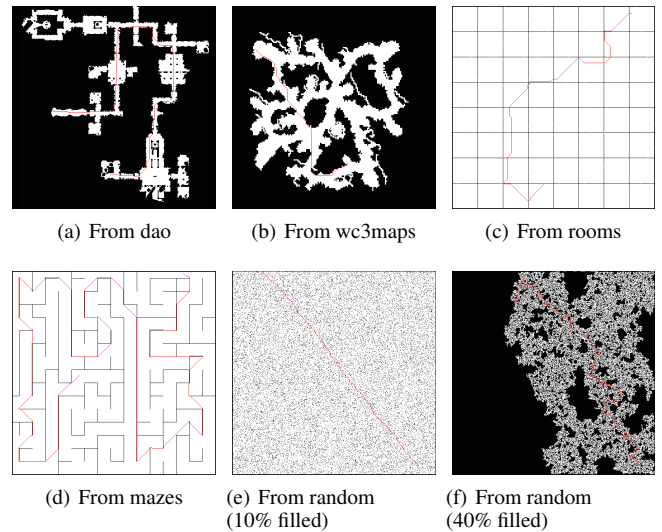 (a) From dao
(b) From wc3maps
(c) From rooms
(d) From mazes
(e) From random
(10% filled)
(f) From random
(40% filled)